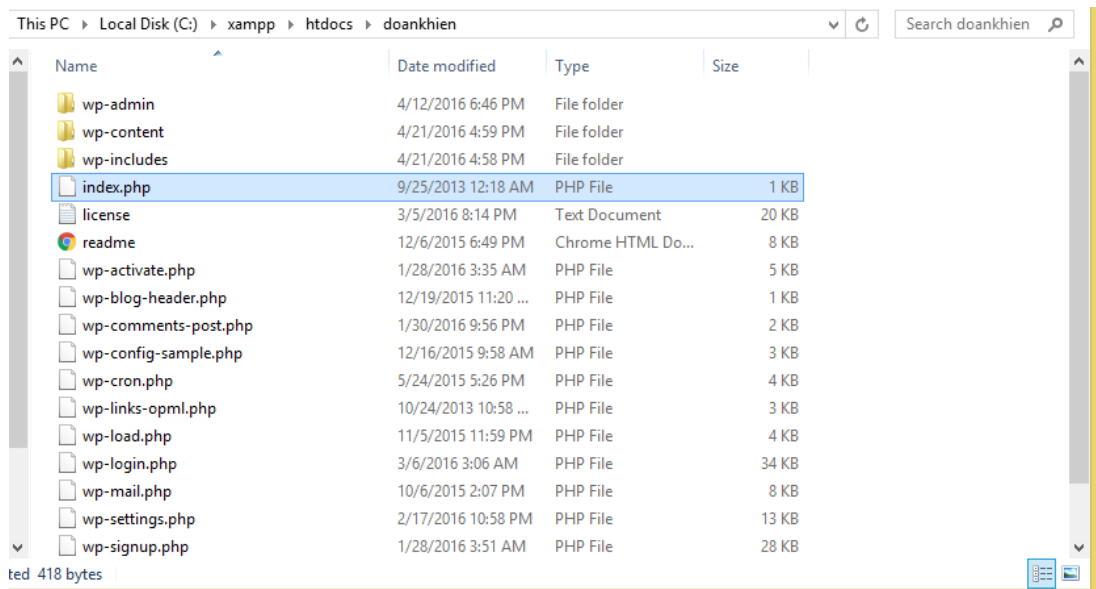 This PC Local Disk (C:) xampp htdocs doankhien Search doankhien
Name Date modified Type Size
wp-admin 4/12/2016 6:46 PM File folder
wp-content 4/21/2016 4:59 PM File folder
wp-includes 4/21/2016 4:58 PM File folder
index.php 9/25/2013 12:18 AM PHP File 1 KB
license 3/5/2016 8:14 PM Text Document 20 KB
readme 12/6/2015 6:49 PM Chrome HTML Do... 8 KB
wp-activate.php 1/28/2016 3:35 AM PHP File 5 KB
wp-blog-header.php 12/19/2015 11:20 ... PHP File 1 KB
wp-comments-post.php 1/30/2016 9:56 PM PHP File 2 KB
wp-config-sample.php 12/16/2015 9:58 AM PHP File 3 KB
wp-cron.php 5/24/2015 5:26 PM PHP File 4 KB
wp-links-opml.php 10/24/2013 10:58 ... PHP File 3 KB
wp-load.php 11/5/2015 11:59 PM PHP File 4 KB
wp-login.php 3/6/2016 3:06 AM PHP File 34 KB
wp-mail.php 10/6/2015 2:07 PM PHP File 8 KB
wp-settings.php 2/17/2016 10:58 PM PHP File 13 KB
wp-signup.php 1/28/2016 3:51 AM PHP File 28 KB
ted 418 bytes